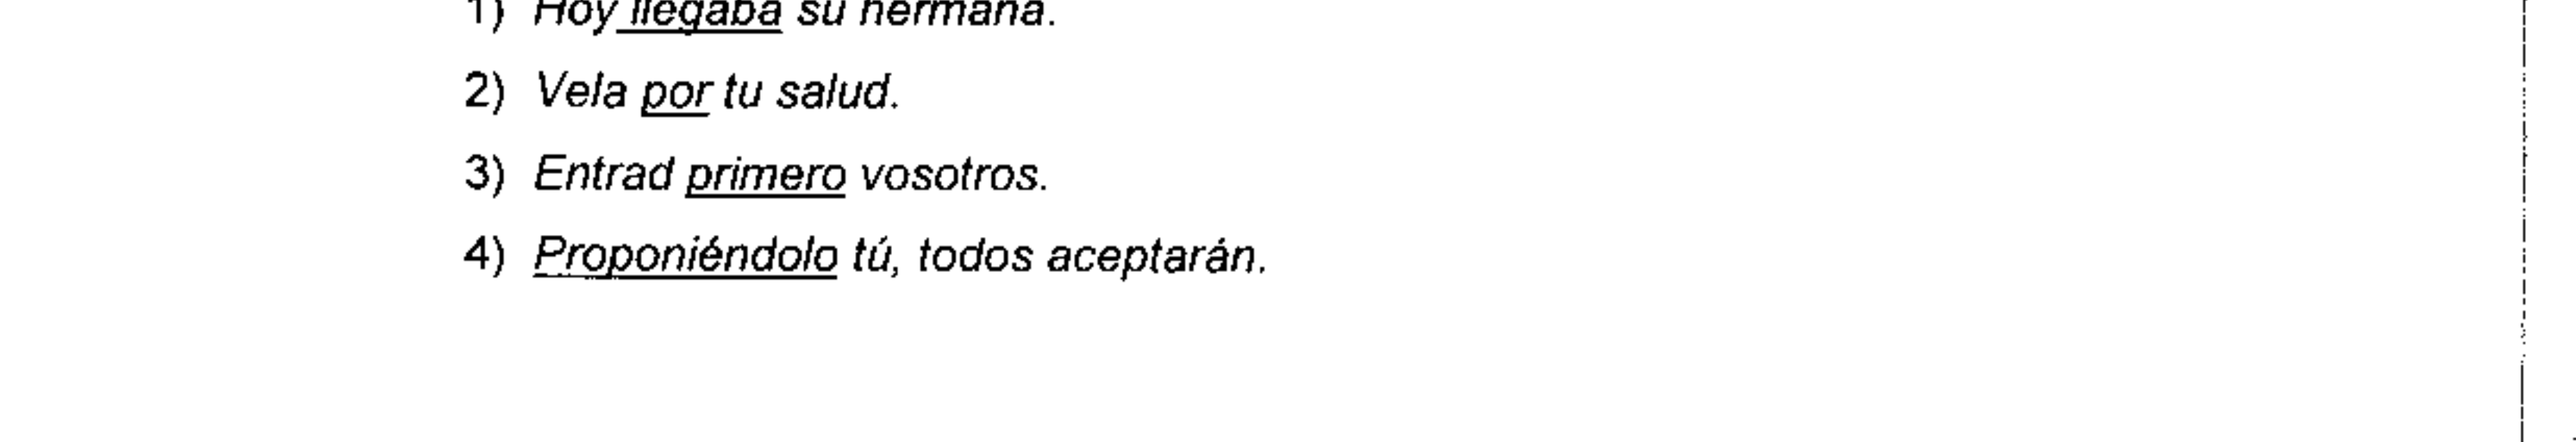 1) Hoy llegaba su hermana.
2) Vela por tu salud.
3) Entrad primero vosotros.
4) Proponiéndolo tú, todos aceptarán.